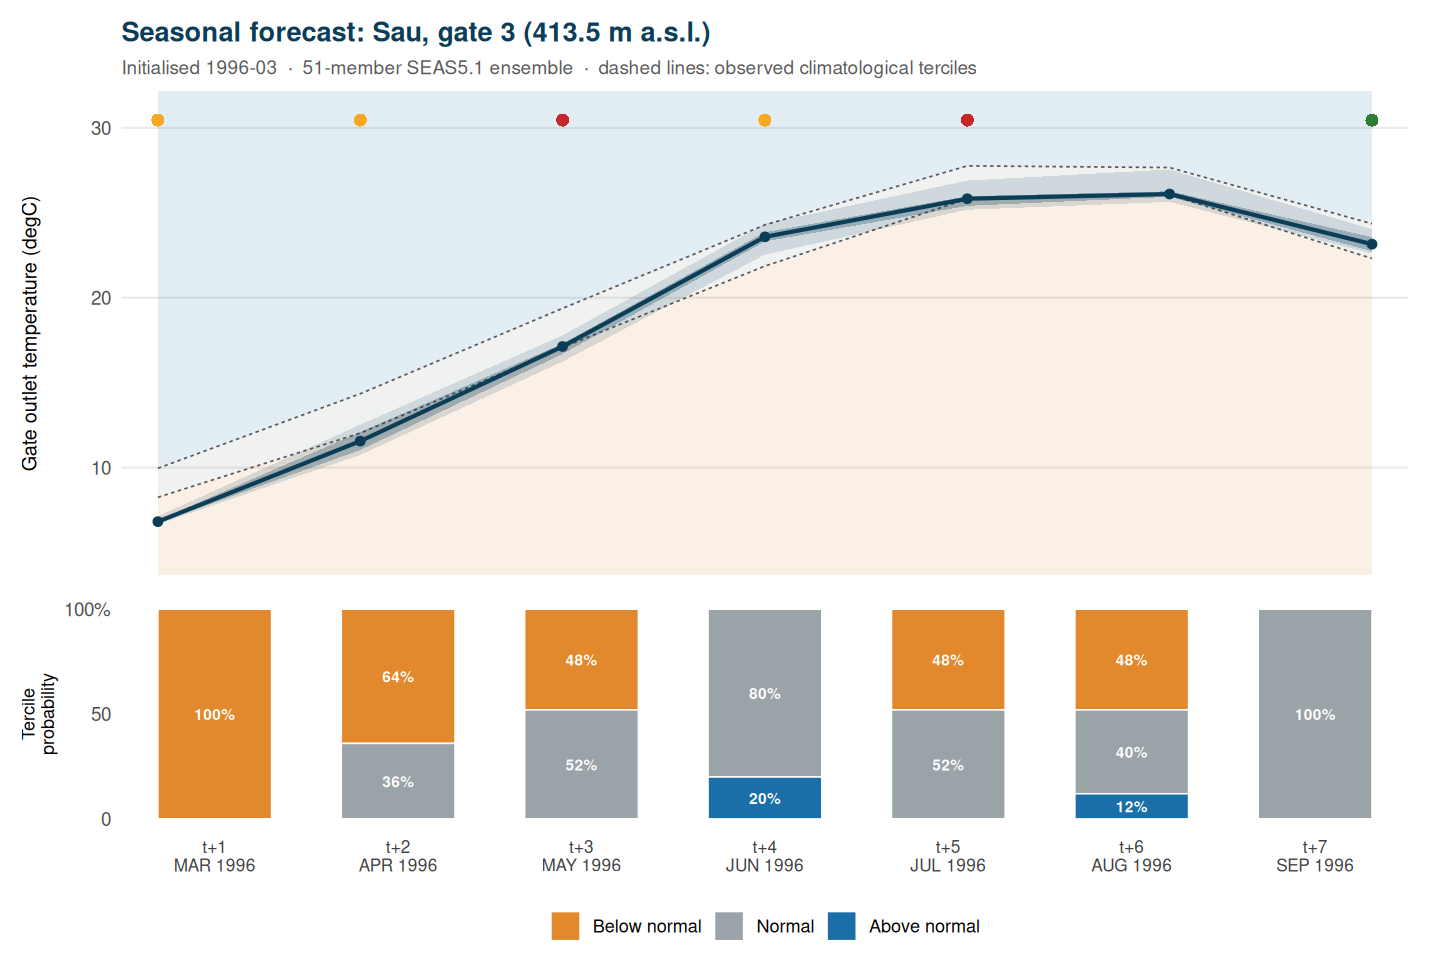 Seasonal forecast: Sau, gate 3 (413.5 m a.s.l.)
Initialised 1996-03 · 51-member SEAS5.1 ensemble · dashed lines: observed climatological terciles
Gate outlet temperature (degC)
30
20
10
Tercile
probability
100%
50
0
100%
64%
36%
48%
52%
80%
20%
48%
52%
48%
40%
12%
100%
t+1
MAR 1996
t+2
APR 1996
t+3
MAY 1996
t+4
JUN 1996
t+5
JUL 1996
t+6
AUG 1996
t+7
SEP 1996
Below normal
Normal
Above normal